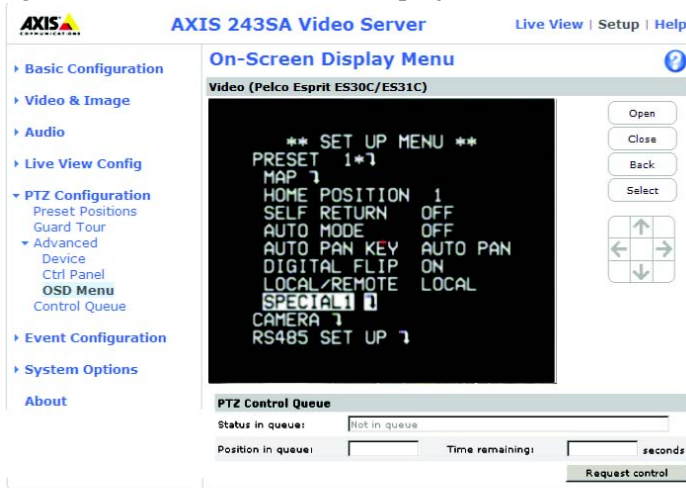 AXIS
COMMUNICATIONS
AXIS 243SA Video Server
Live View | Setup | Help
Basic Configuration
Video & Image
Audio
Live View Config
PTZ Configuration
Preset Positions
Guard Tour
Advanced
Device
Ctrl Panel
OSD Menu
Control Queue
Event Configuration
System Options
About
On-Screen Display Menu
?
Video (Pelco Esprit ES30C/ES31C)
** SET UP MENU **
PRESET 1*
MAP
HOME POSITION 1
SELF RETURN OFF
AUTO MODE OFF
AUTO PAN KEY AUTO PAN
DIGITAL FLIP ON
LOCAL/REMOTE LOCAL
SPECIAL1
CAMERA
RS485 SET UP
Open
Close
Back
Select
PTZ Control Queue
Status in queue: Not in queue
Position in queue: Time remaining: seconds
Request control